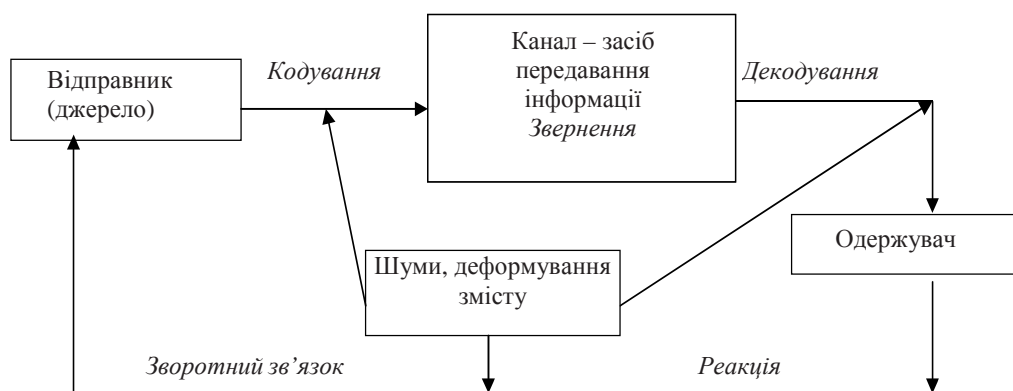 Відправник
(джерело)
Кодування
Канал – засіб
передавання
інформації
Звернення
Декодування
Одержувач
Шуми, деформування
змісту
Зворотний зв’язок
Реакція